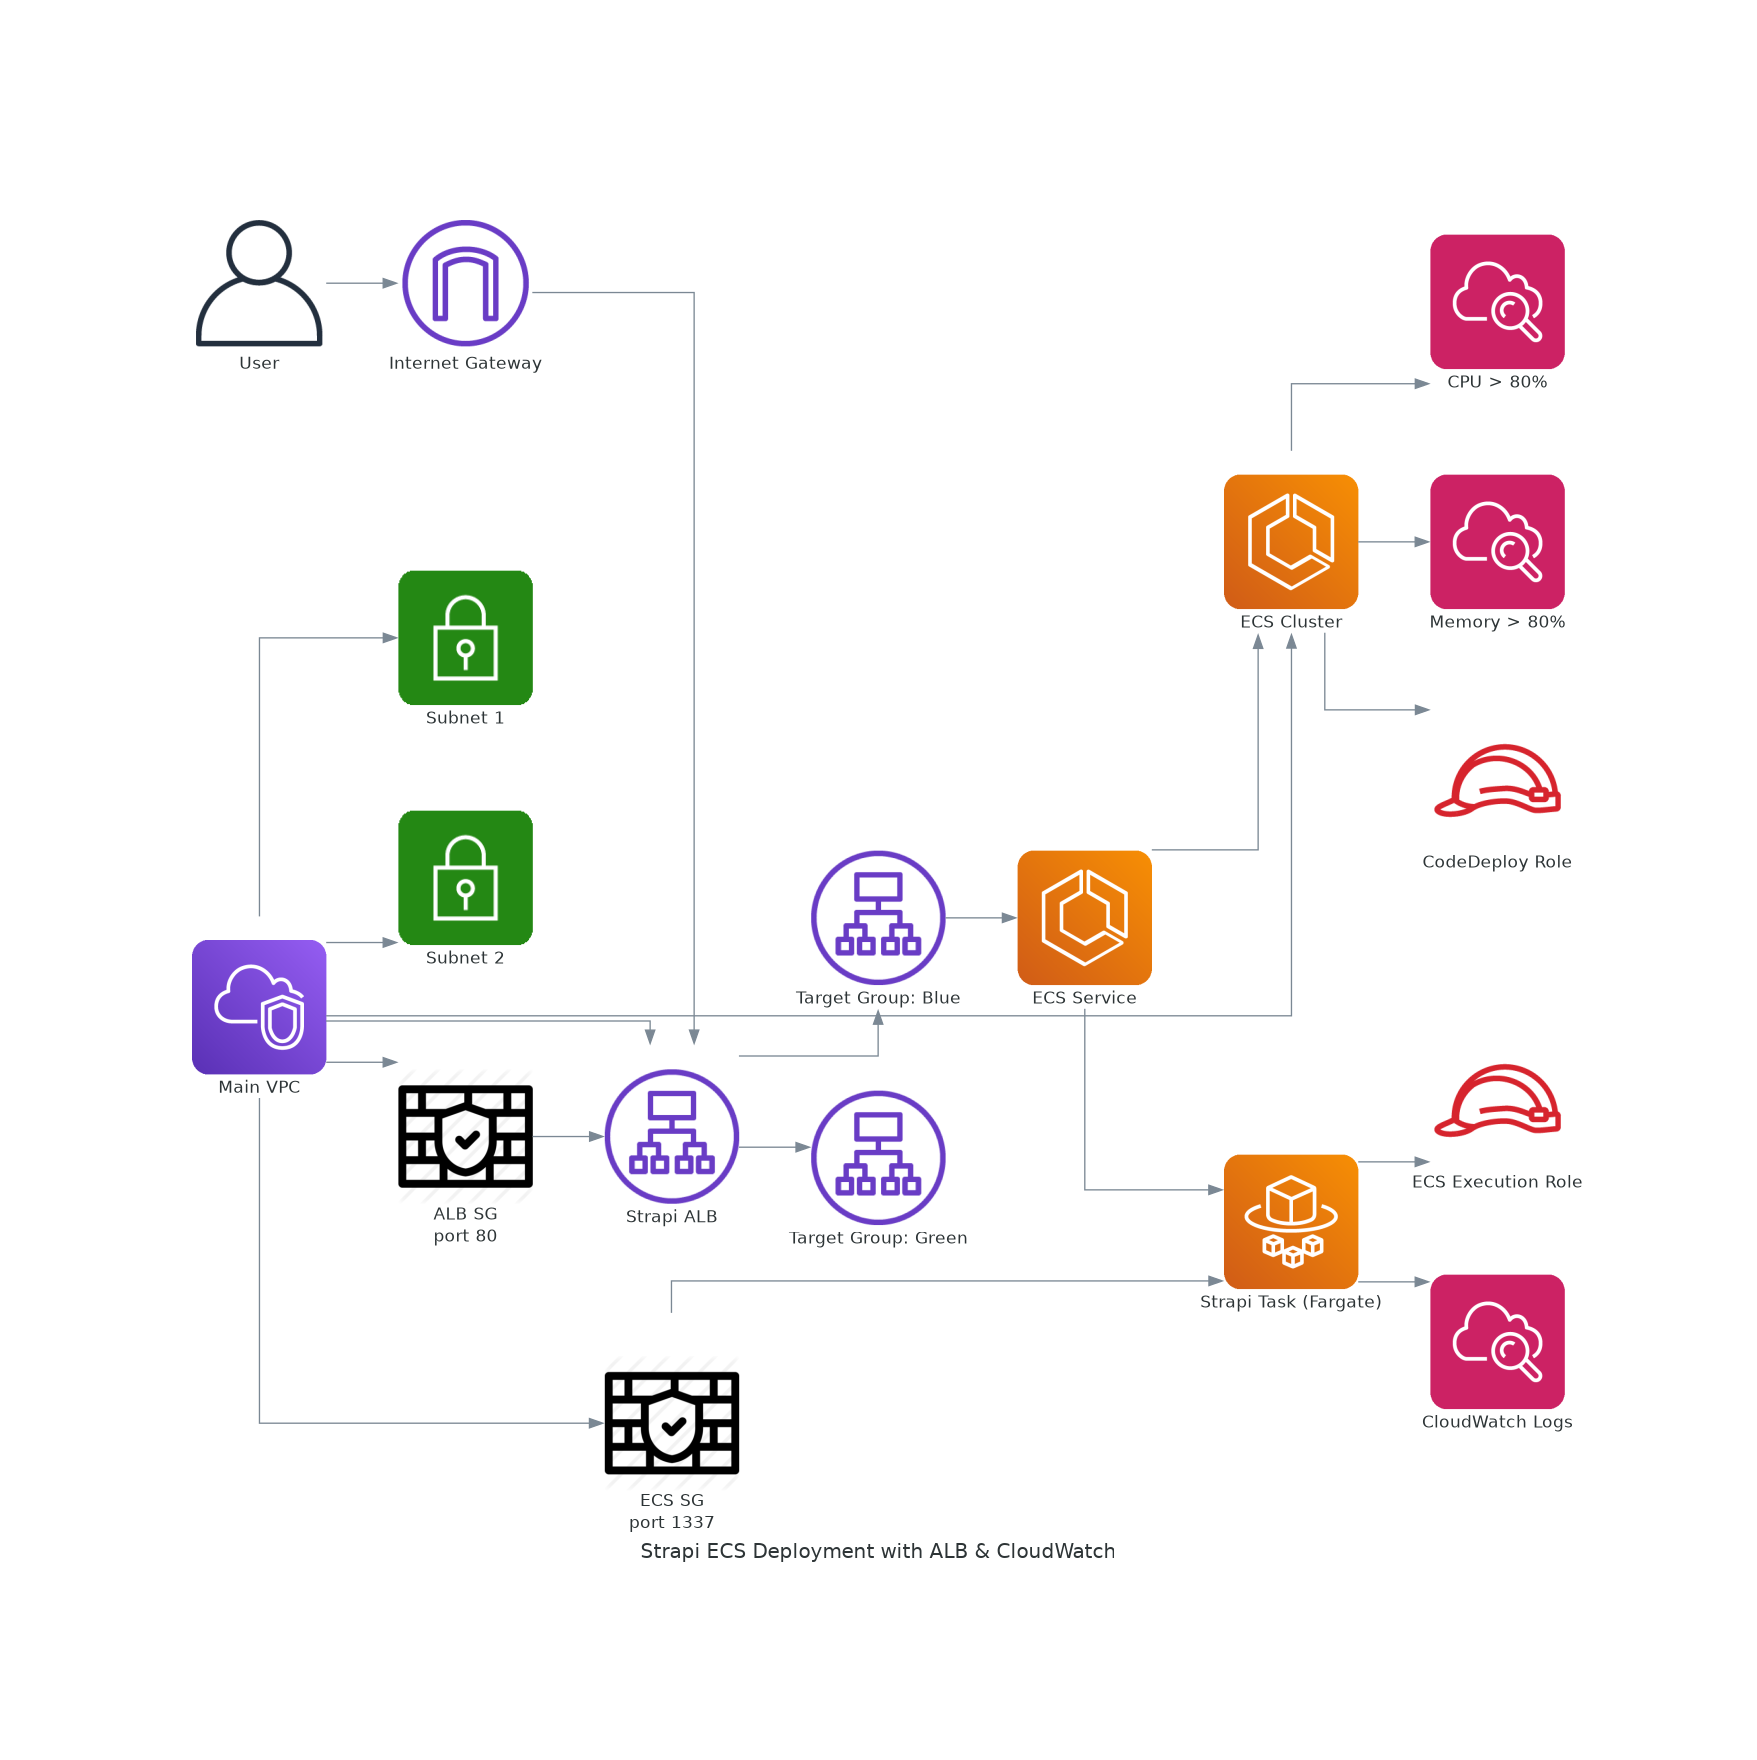 User
Internet Gateway
CPU > 80%
ECS Cluster
Memory > 80%
Subnet 1
CodeDeploy Role
Subnet 2
Target Group: Blue
ECS Service
Main VPC
ALB SG
port 80
Strapi ALB
Target Group: Green
ECS Execution Role
Strapi Task (Fargate)
CloudWatch Logs
ECS SG
port 1337
Strapi ECS Deployment with ALB & CloudWatch